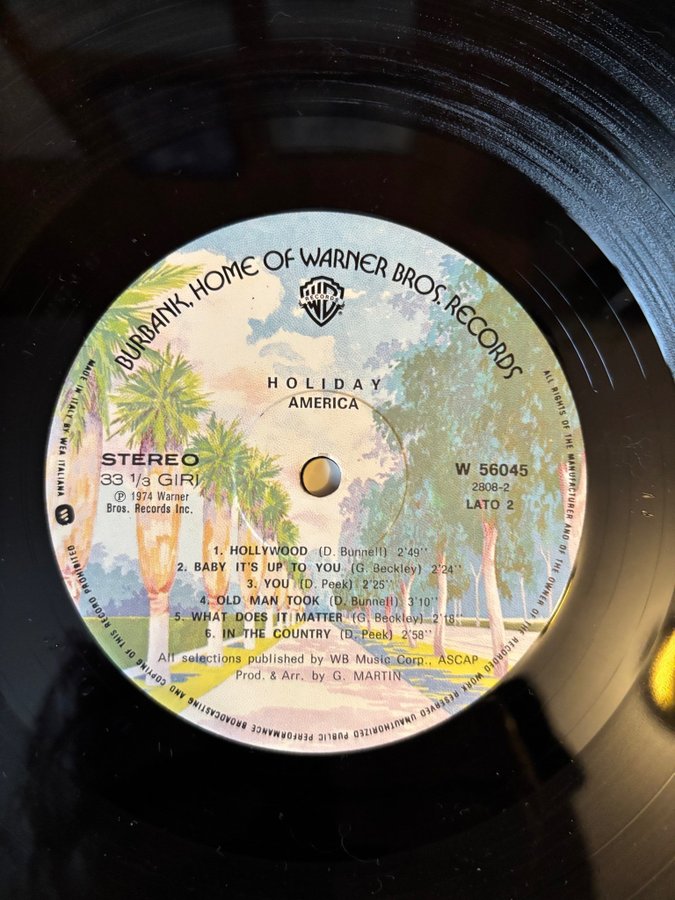 BURBANK, HOME OF WARNER BROS. RECORDS
RECORDS
HOLIDAY
AMERICA
STEREO
33 1/3 GIRI
℗ 1974 Warner
Bros. Records Inc.
W 56045
2808-2
LATO 2
1. HOLLYWOOD (D. Bunnell) 2'49''
2. BABY IT'S UP TO YOU (G. Beckley) 2'24''
3. YOU (D. Peek) 2'25''
4. OLD MAN TOOK (D. Bunnell) 3'10''
5. WHAT DOES IT MATTER (G. Beckley) 2'18''
6. IN THE COUNTRY (D. Peek) 2'58''
All selections published by WB Music Corp., ASCAP
Prod. & Arr. by G. MARTIN
MADE IN ITALY BY WEA ITALIANA
ALL RIGHTS OF THE MANUFACTURER AND OF THE OWNER OF THE RECORDED WORK RESERVED UNAUTHORIZED PUBLIC PERFORMANCE BROADCASTING AND COPYING OF THIS RECORD PROHIBITED